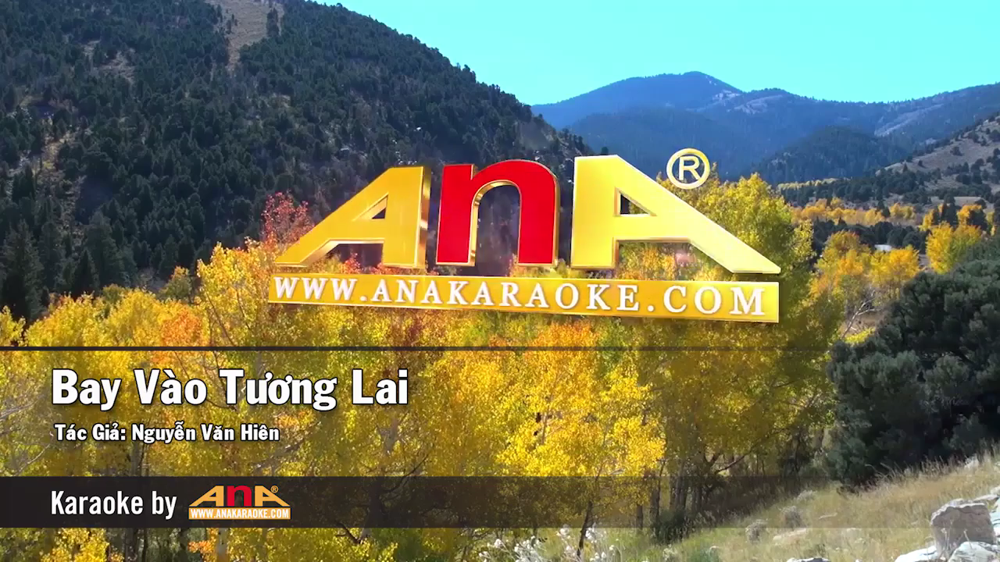 AnA®
WWW.ANAKARAOKE.COM
Bay Vào Tương Lai
Tác Giả: Nguyễn Văn Hiên
Karaoke by AnA®
WWW.ANAKARAOKE.COM